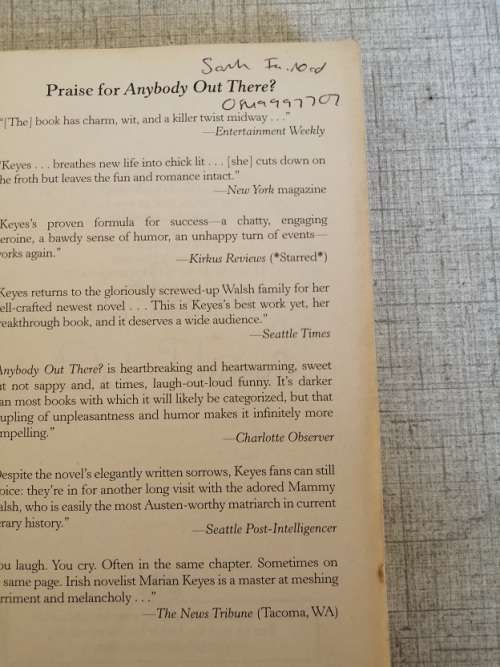 Praise for Anybody Out There?
"[The] book has charm, wit, and a killer twist midway . . ."
—Entertainment Weekly
"Keyes . . . breathes new life into chick lit . . . [she] cuts down on
he froth but leaves the fun and romance intact."
—New York magazine
Keyes's proven formula for success—a chatty, engaging
eroine, a bawdy sense of humor, an unhappy turn of events—
orks again."
—Kirkus Reviews (*Starred*)
Keyes returns to the gloriously screwed-up Walsh family for her
ell-crafted newest novel . . . This is Keyes's best work yet, her
reakthrough book, and it deserves a wide audience."
—Seattle Times
Anybody Out There? is heartbreaking and heartwarming, sweet
ut not sappy and, at times, laugh-out-loud funny. It's darker
an most books with which it will likely be categorized, but that
upling of unpleasantness and humor makes it infinitely more
mpelling."
—Charlotte Observer
espite the novel's elegantly written sorrows, Keyes fans can still
oice: they're in for another long visit with the adored Mammy
alsh, who is easily the most Austen-worthy matriarch in current
erary history."
—Seattle Post-Intelligencer
ou laugh. You cry. Often in the same chapter. Sometimes on
same page. Irish novelist Marian Keyes is a master at meshing
rriment and melancholy . . ."
—The News Tribune (Tacoma, WA)